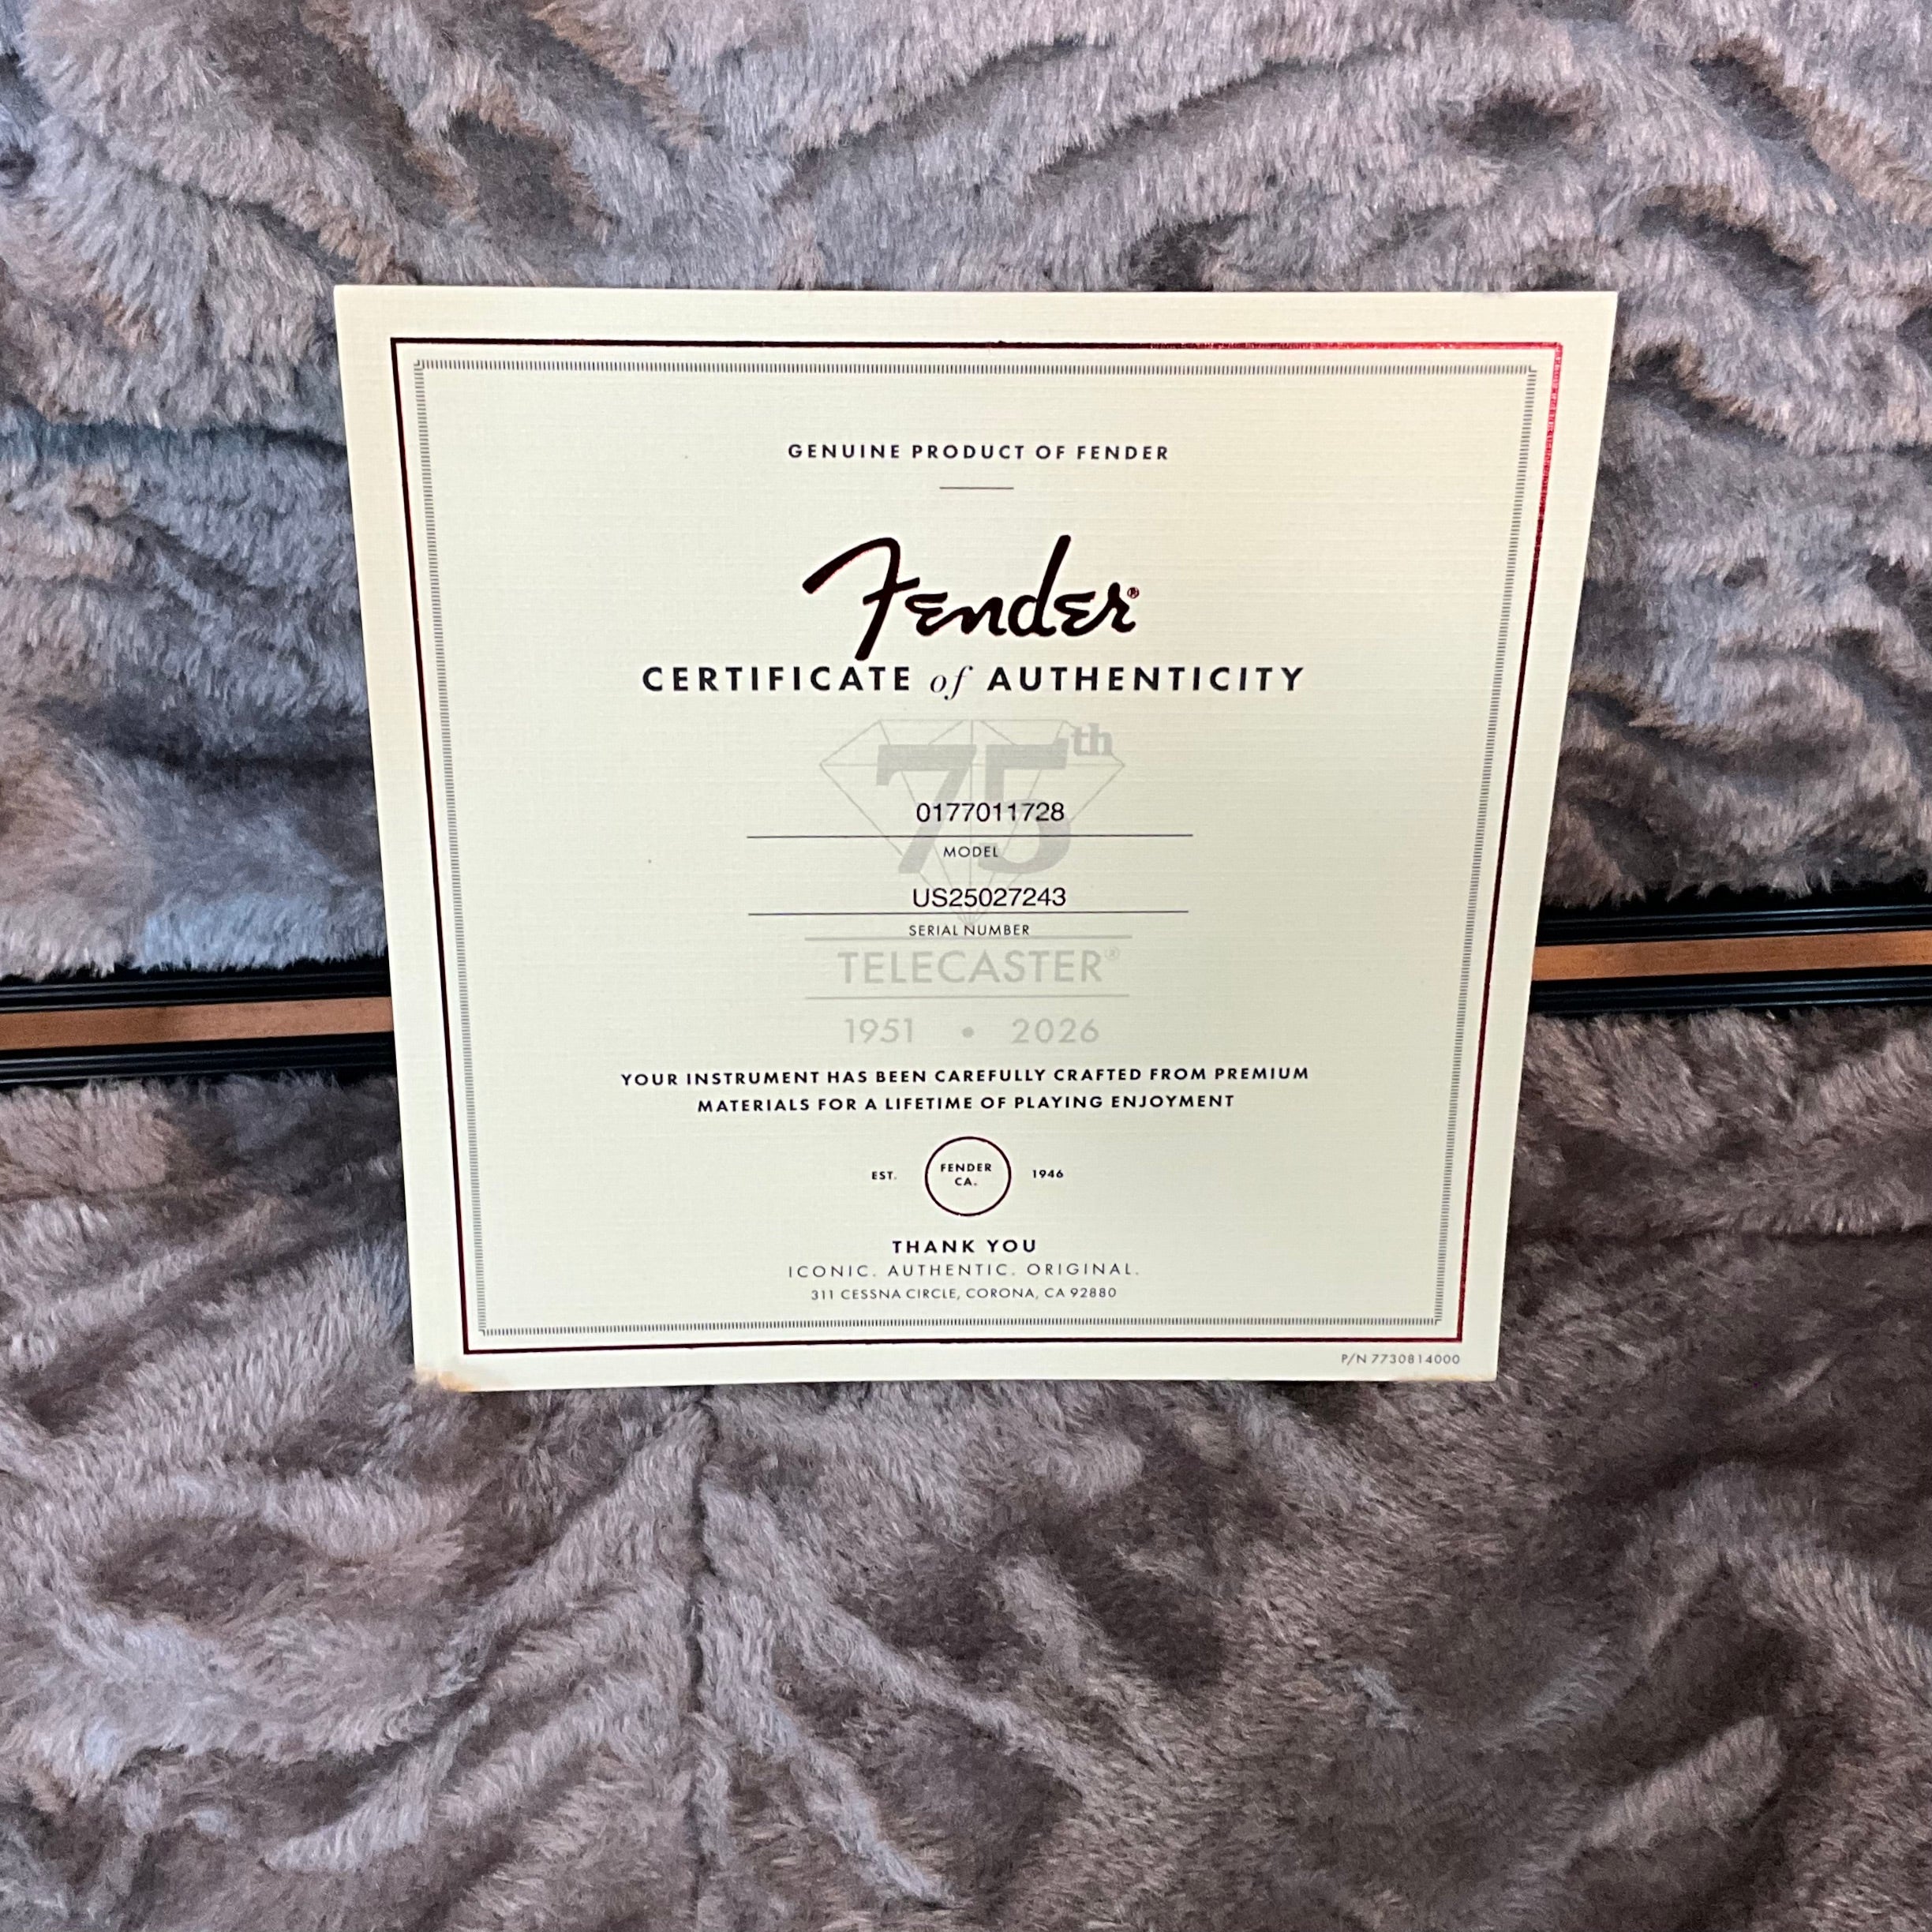 GENUINE PRODUCT OF FENDER
Fender®
CERTIFICATE of AUTHENTICITY
75th
0177011728
MODEL
US25027243
SERIAL NUMBER
TELECASTER®
1951 • 2026
YOUR INSTRUMENT HAS BEEN CAREFULLY CRAFTED FROM PREMIUM
MATERIALS FOR A LIFETIME OF PLAYING ENJOYMENT
EST. FENDER CA. 1946
THANK YOU
ICONIC. AUTHENTIC. ORIGINAL.
311 CESSNA CIRCLE, CORONA, CA 92880
P/N 7730814000